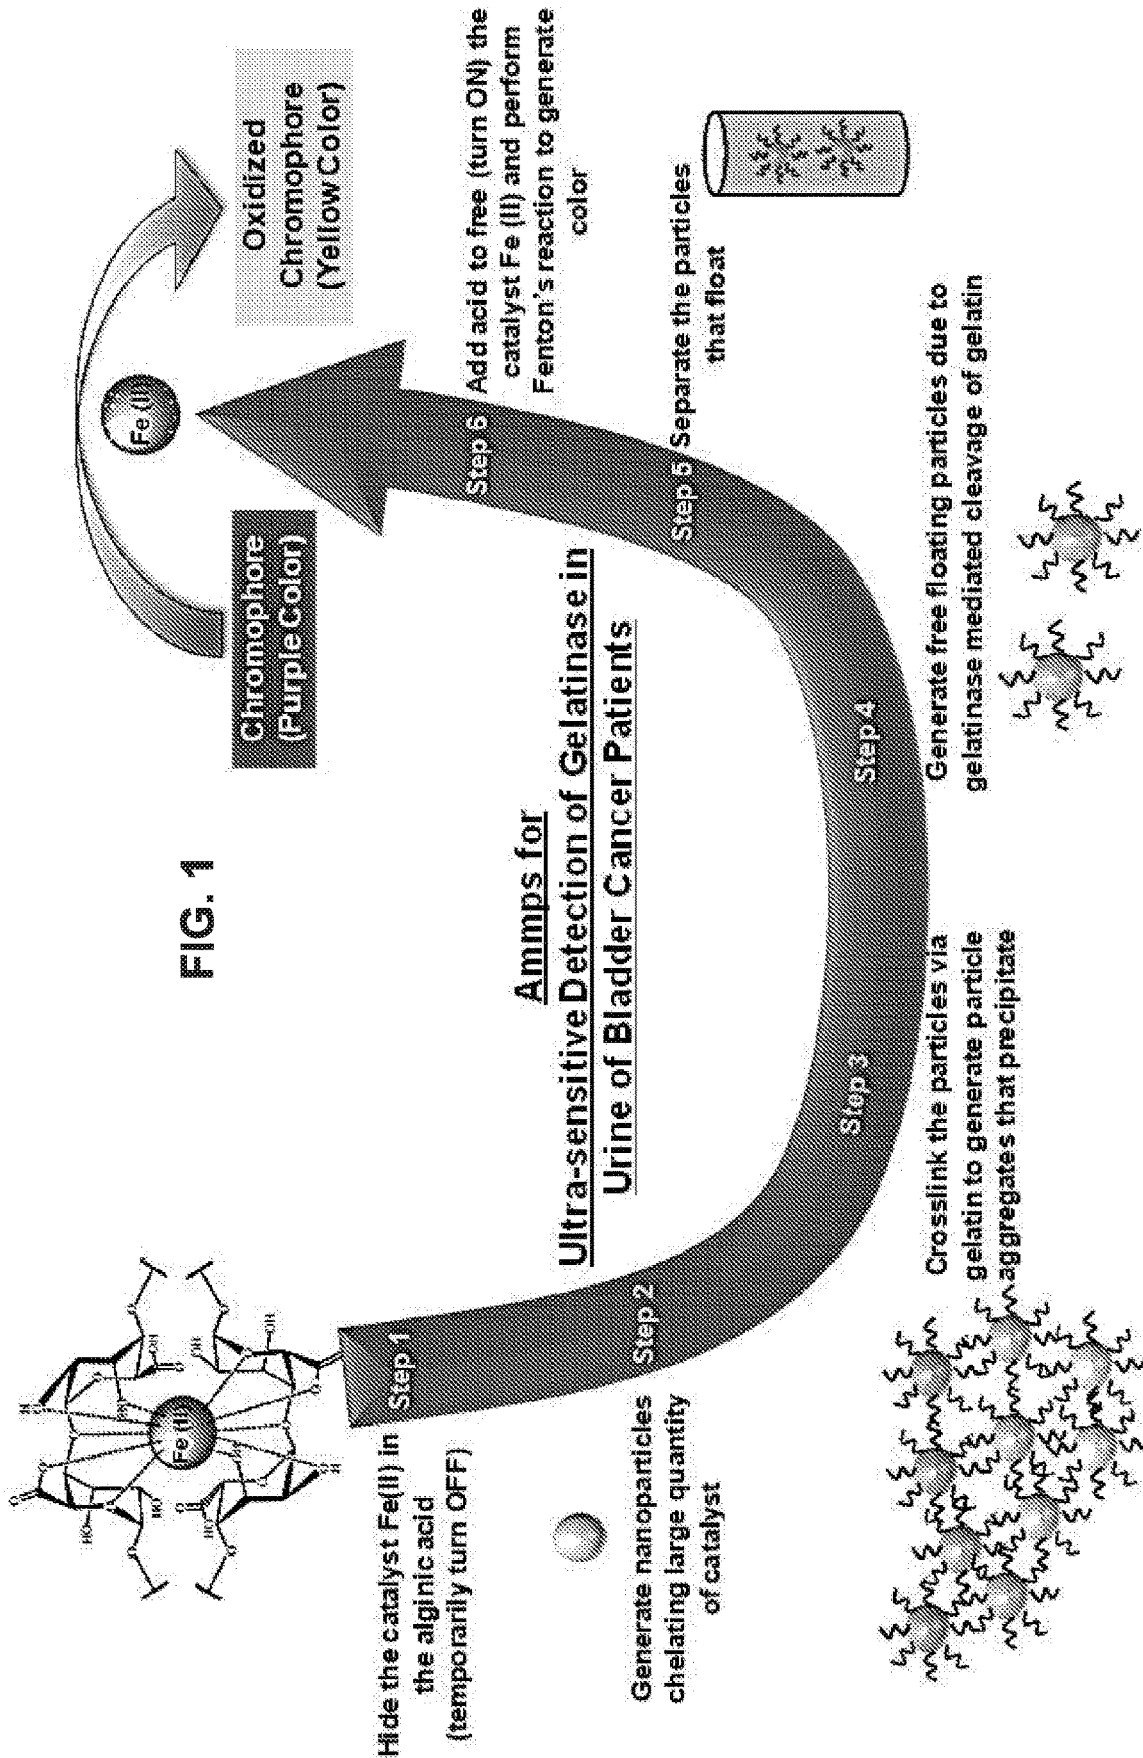 FIG. 1
Ammps for
Ultra-sensitive Detection of Gelatinase in
Urine of Bladder Cancer Patients
Fe (II)
Step 1
Hide the catalyst Fe(II) in
the alginic acid
(temporarily turn OFF)
Step 2
Generate nanoparticles
chelating large quantity
of catalyst
Step 3
Crosslink the particles via
gelatin to generate particle
aggregates that precipitate
Step 4
Generate free floating particles due to
gelatinase mediated cleavage of gelatin
Step 5
Separate the particles
that float
Step 6
Add acid to free (turn ON) the
catalyst Fe (II) and perform
Fenton's reaction to generate
color
Chromophore
(Purple Color)
Fe (II)
Oxidized
Chromophore
(Yellow Color)